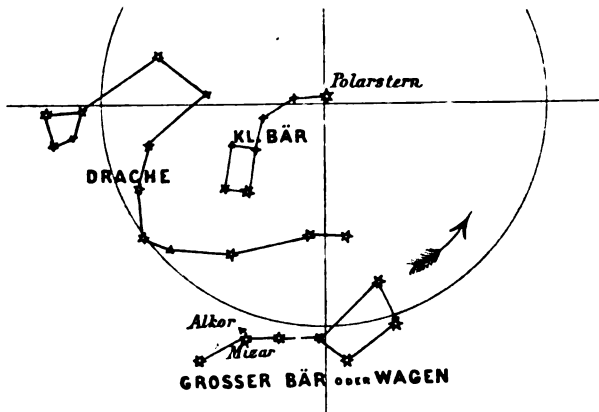 Polarstern
KL. BÄR
DRACHE
Alkor
Mizar
GROSSER BÄR ODER WAGEN